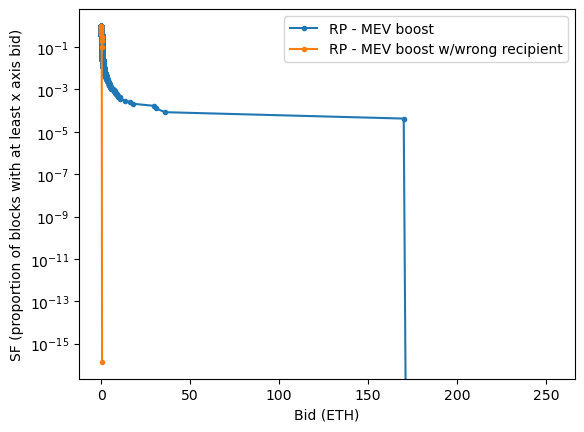 RP - MEV boost
RP - MEV boost w/wrong recipient
SF (proportion of blocks with at least x axis bid)
10⁻¹
10⁻³
10⁻⁵
10⁻⁷
10⁻⁹
10⁻¹¹
10⁻¹³
10⁻¹⁵
0 50 100 150 200 250
Bid (ETH)